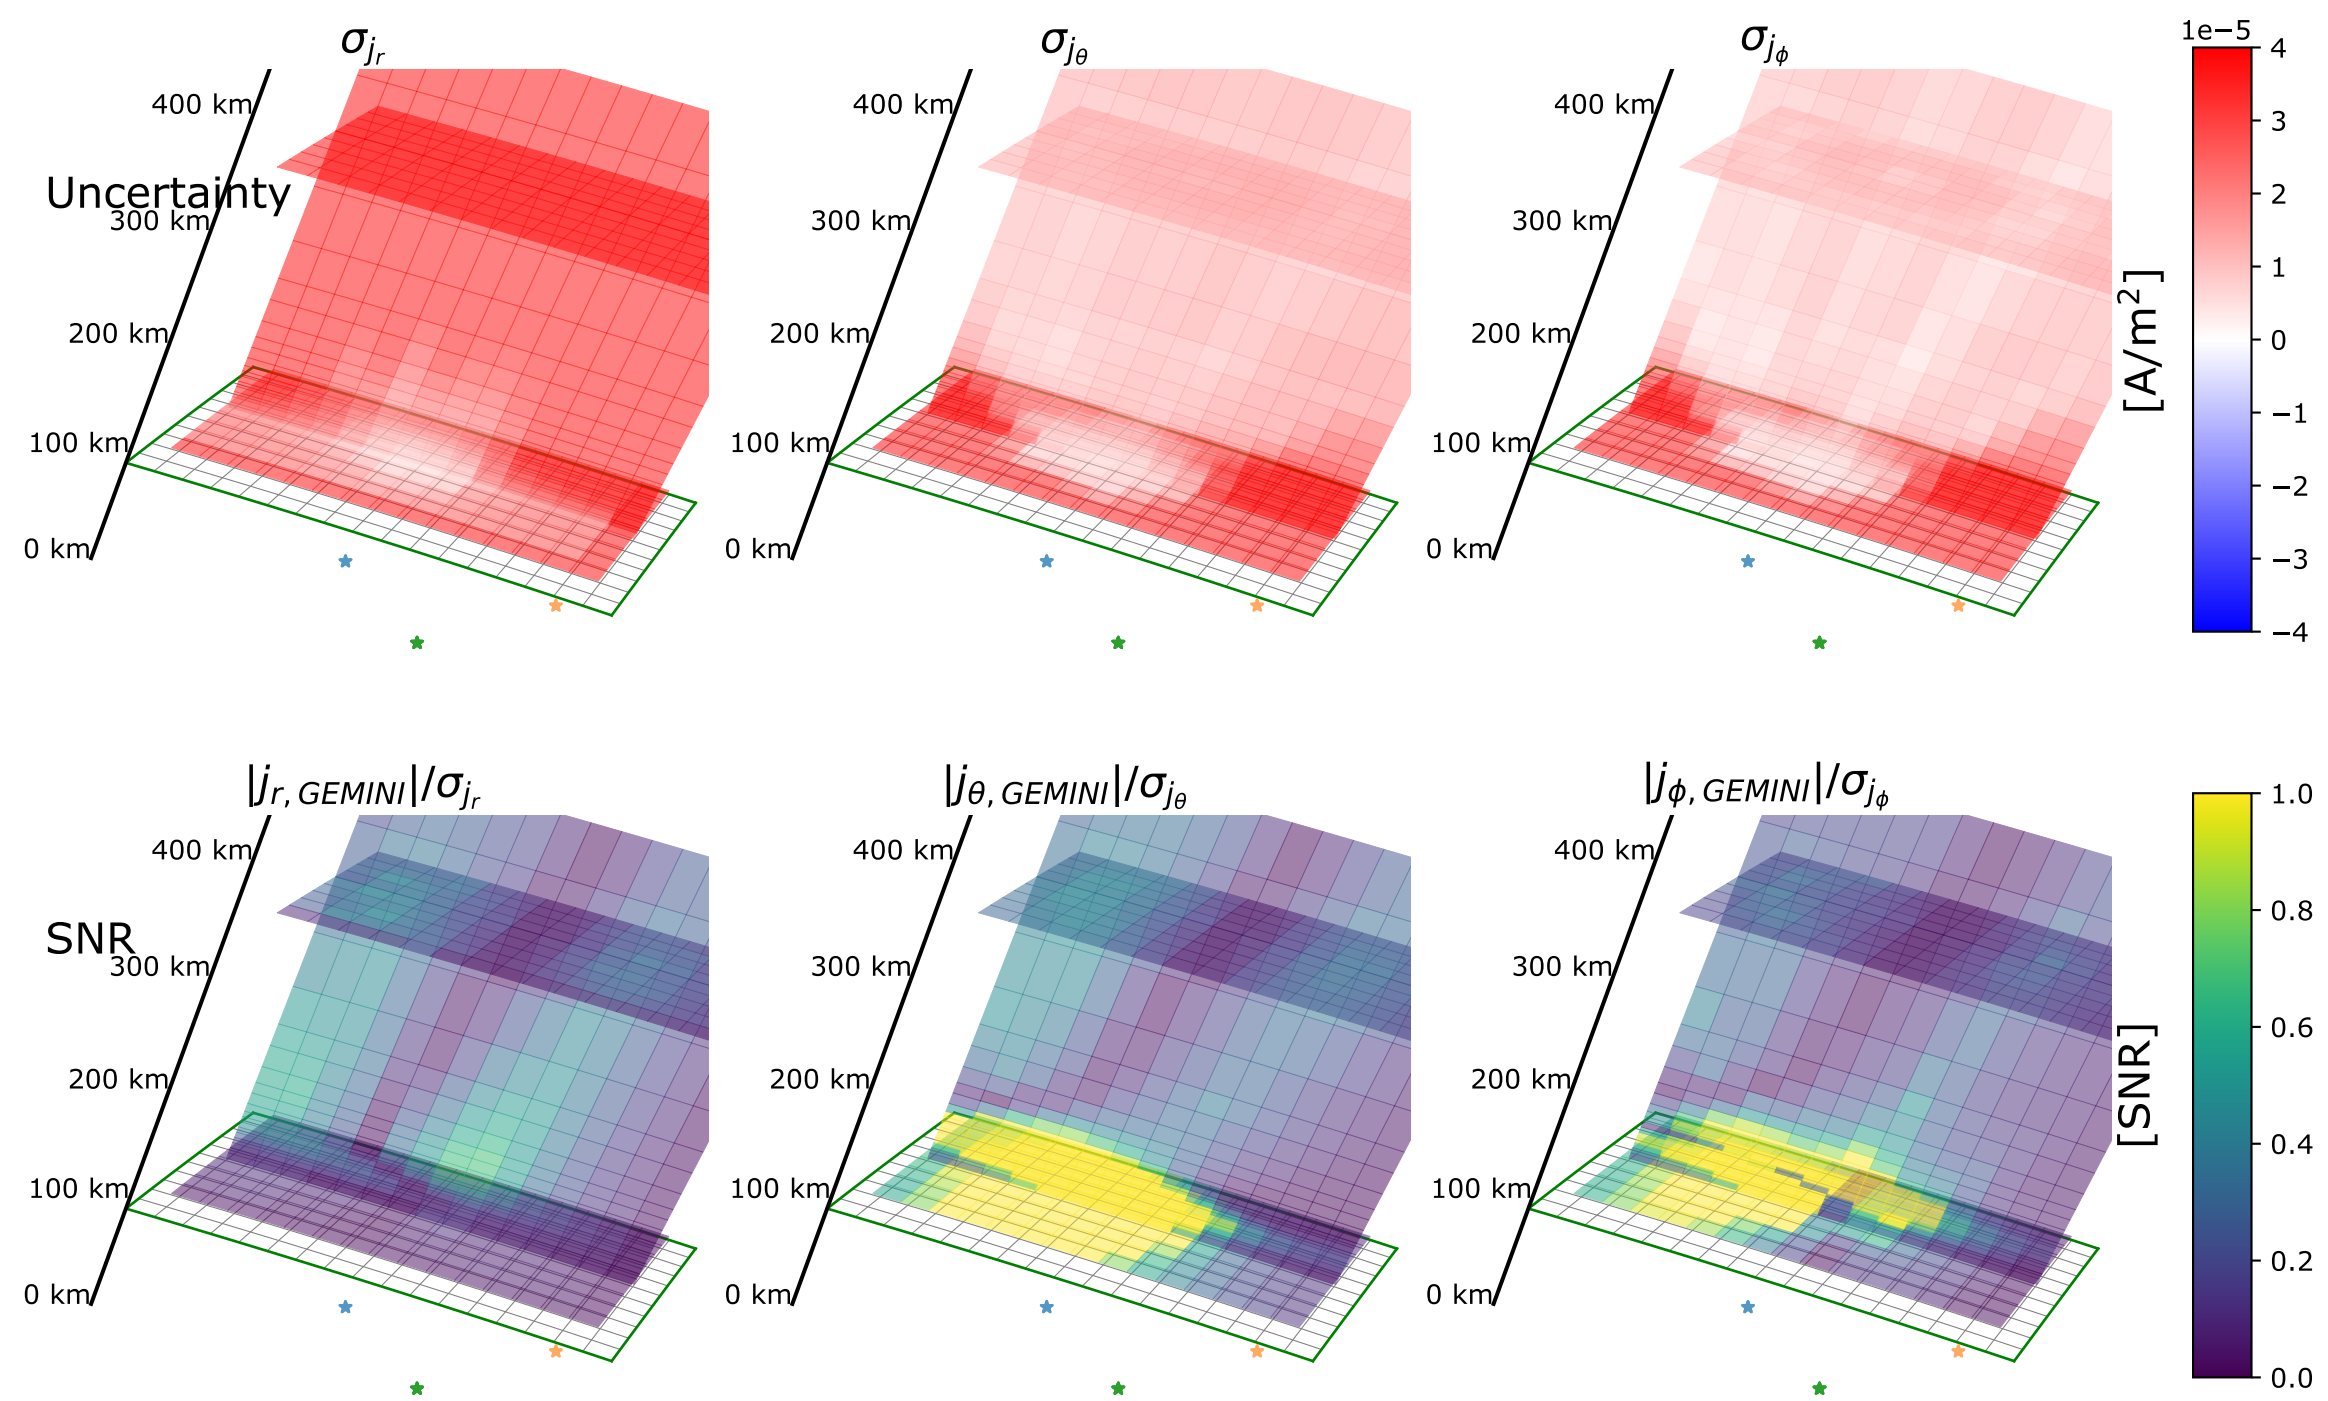 σ_{j_r} σ_{j_θ} σ_{j_ϕ}
Uncertainty
400 km
300 km
200 km
100 km
0 km
400 km
300 km
200 km
100 km
0 km
400 km
300 km
200 km
100 km
0 km
1e−5
4
3
2
1
0
−1
−2
−3
−4
[A/m²]
|j_{r, GEMINI}|/σ_{j_r} |j_{θ, GEMINI}|/σ_{j_θ} |j_{ϕ, GEMINI}|/σ_{j_ϕ}
SNR
400 km
300 km
200 km
100 km
0 km
400 km
300 km
200 km
100 km
0 km
400 km
300 km
200 km
100 km
0 km
1.0
0.8
0.6
0.4
0.2
0.0
[SNR]